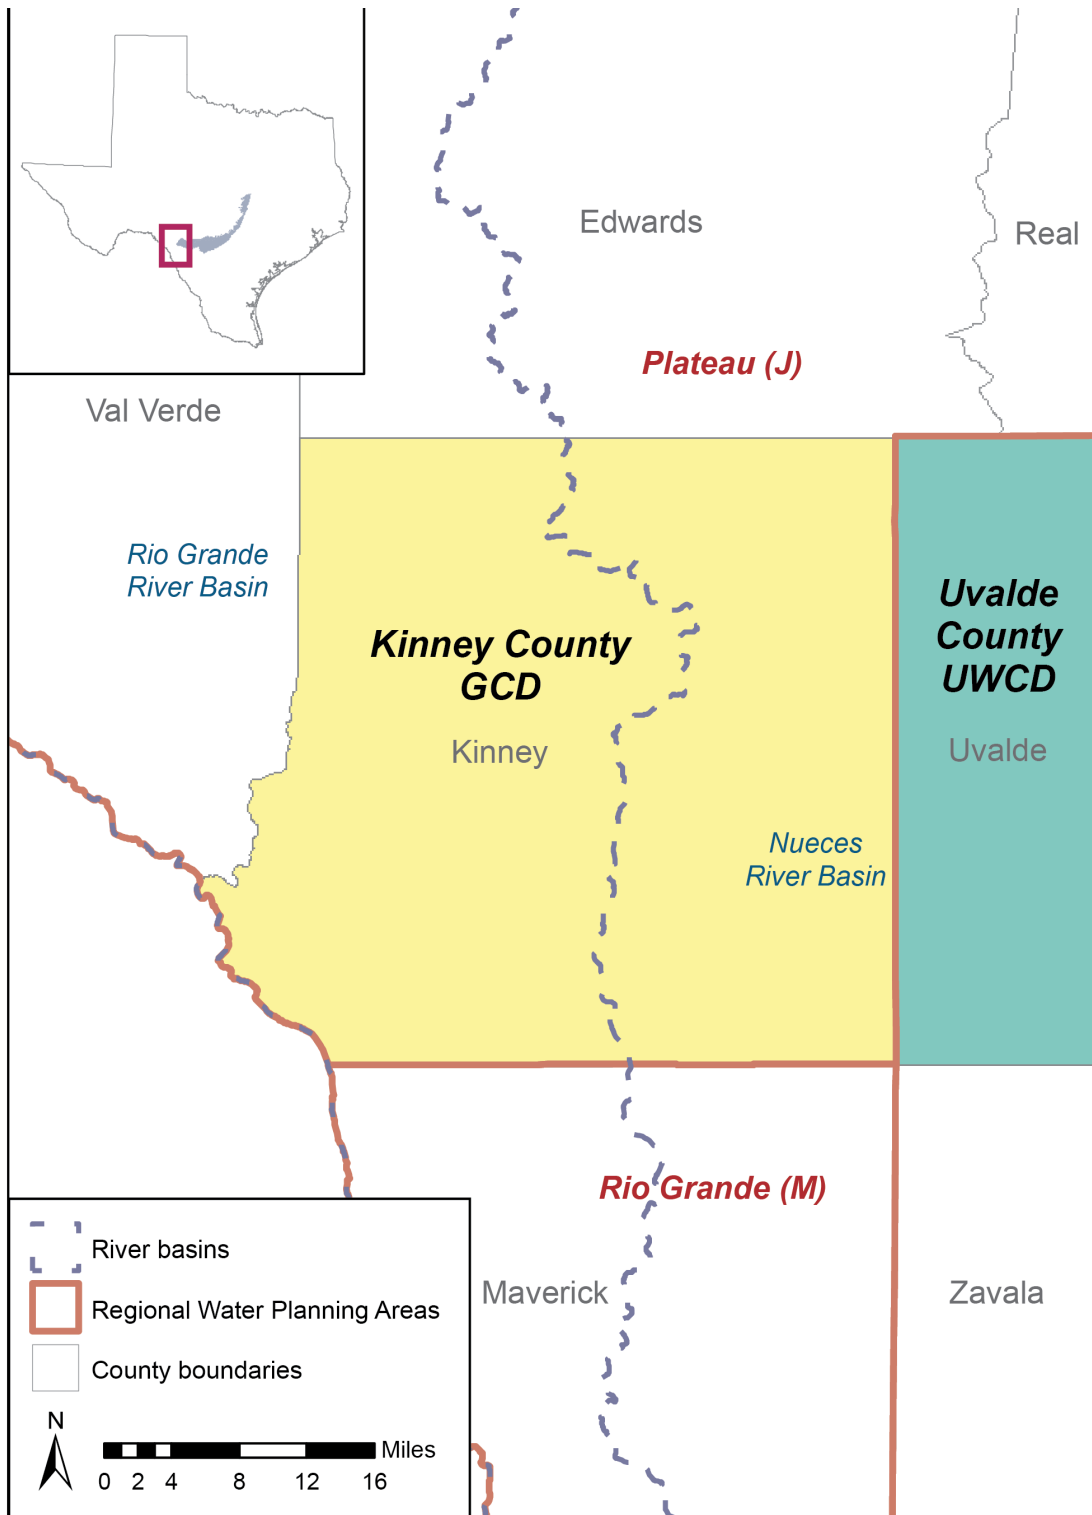 Edwards
Real
Plateau (J)
Val Verde
Rio Grande
River Basin
Kinney County
GCD
Kinney
Uvalde
County
UWCD
Uvalde
Nueces
River Basin
Rio Grande (M)
Maverick
Zavala
River basins
Regional Water Planning Areas
County boundaries
N
Miles
0 2 4 8 12 16